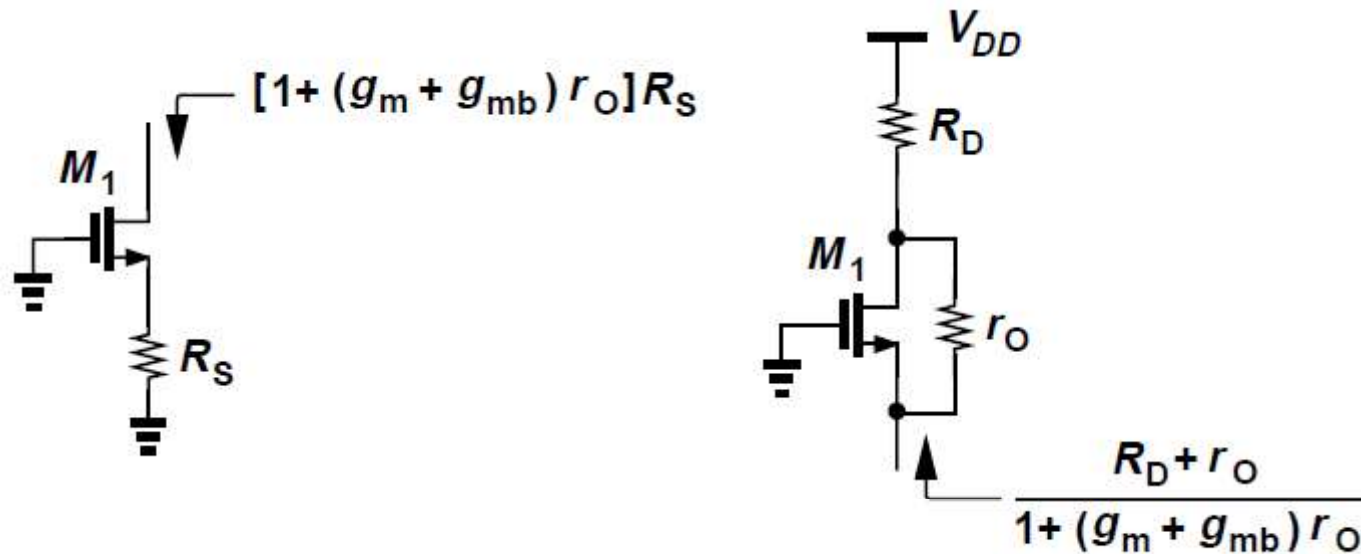 [1+ (gm + gmb) rO]RS
M1
RS
VDD
RD
M1
rO
RD + rO
1+ (gm + gmb) rO